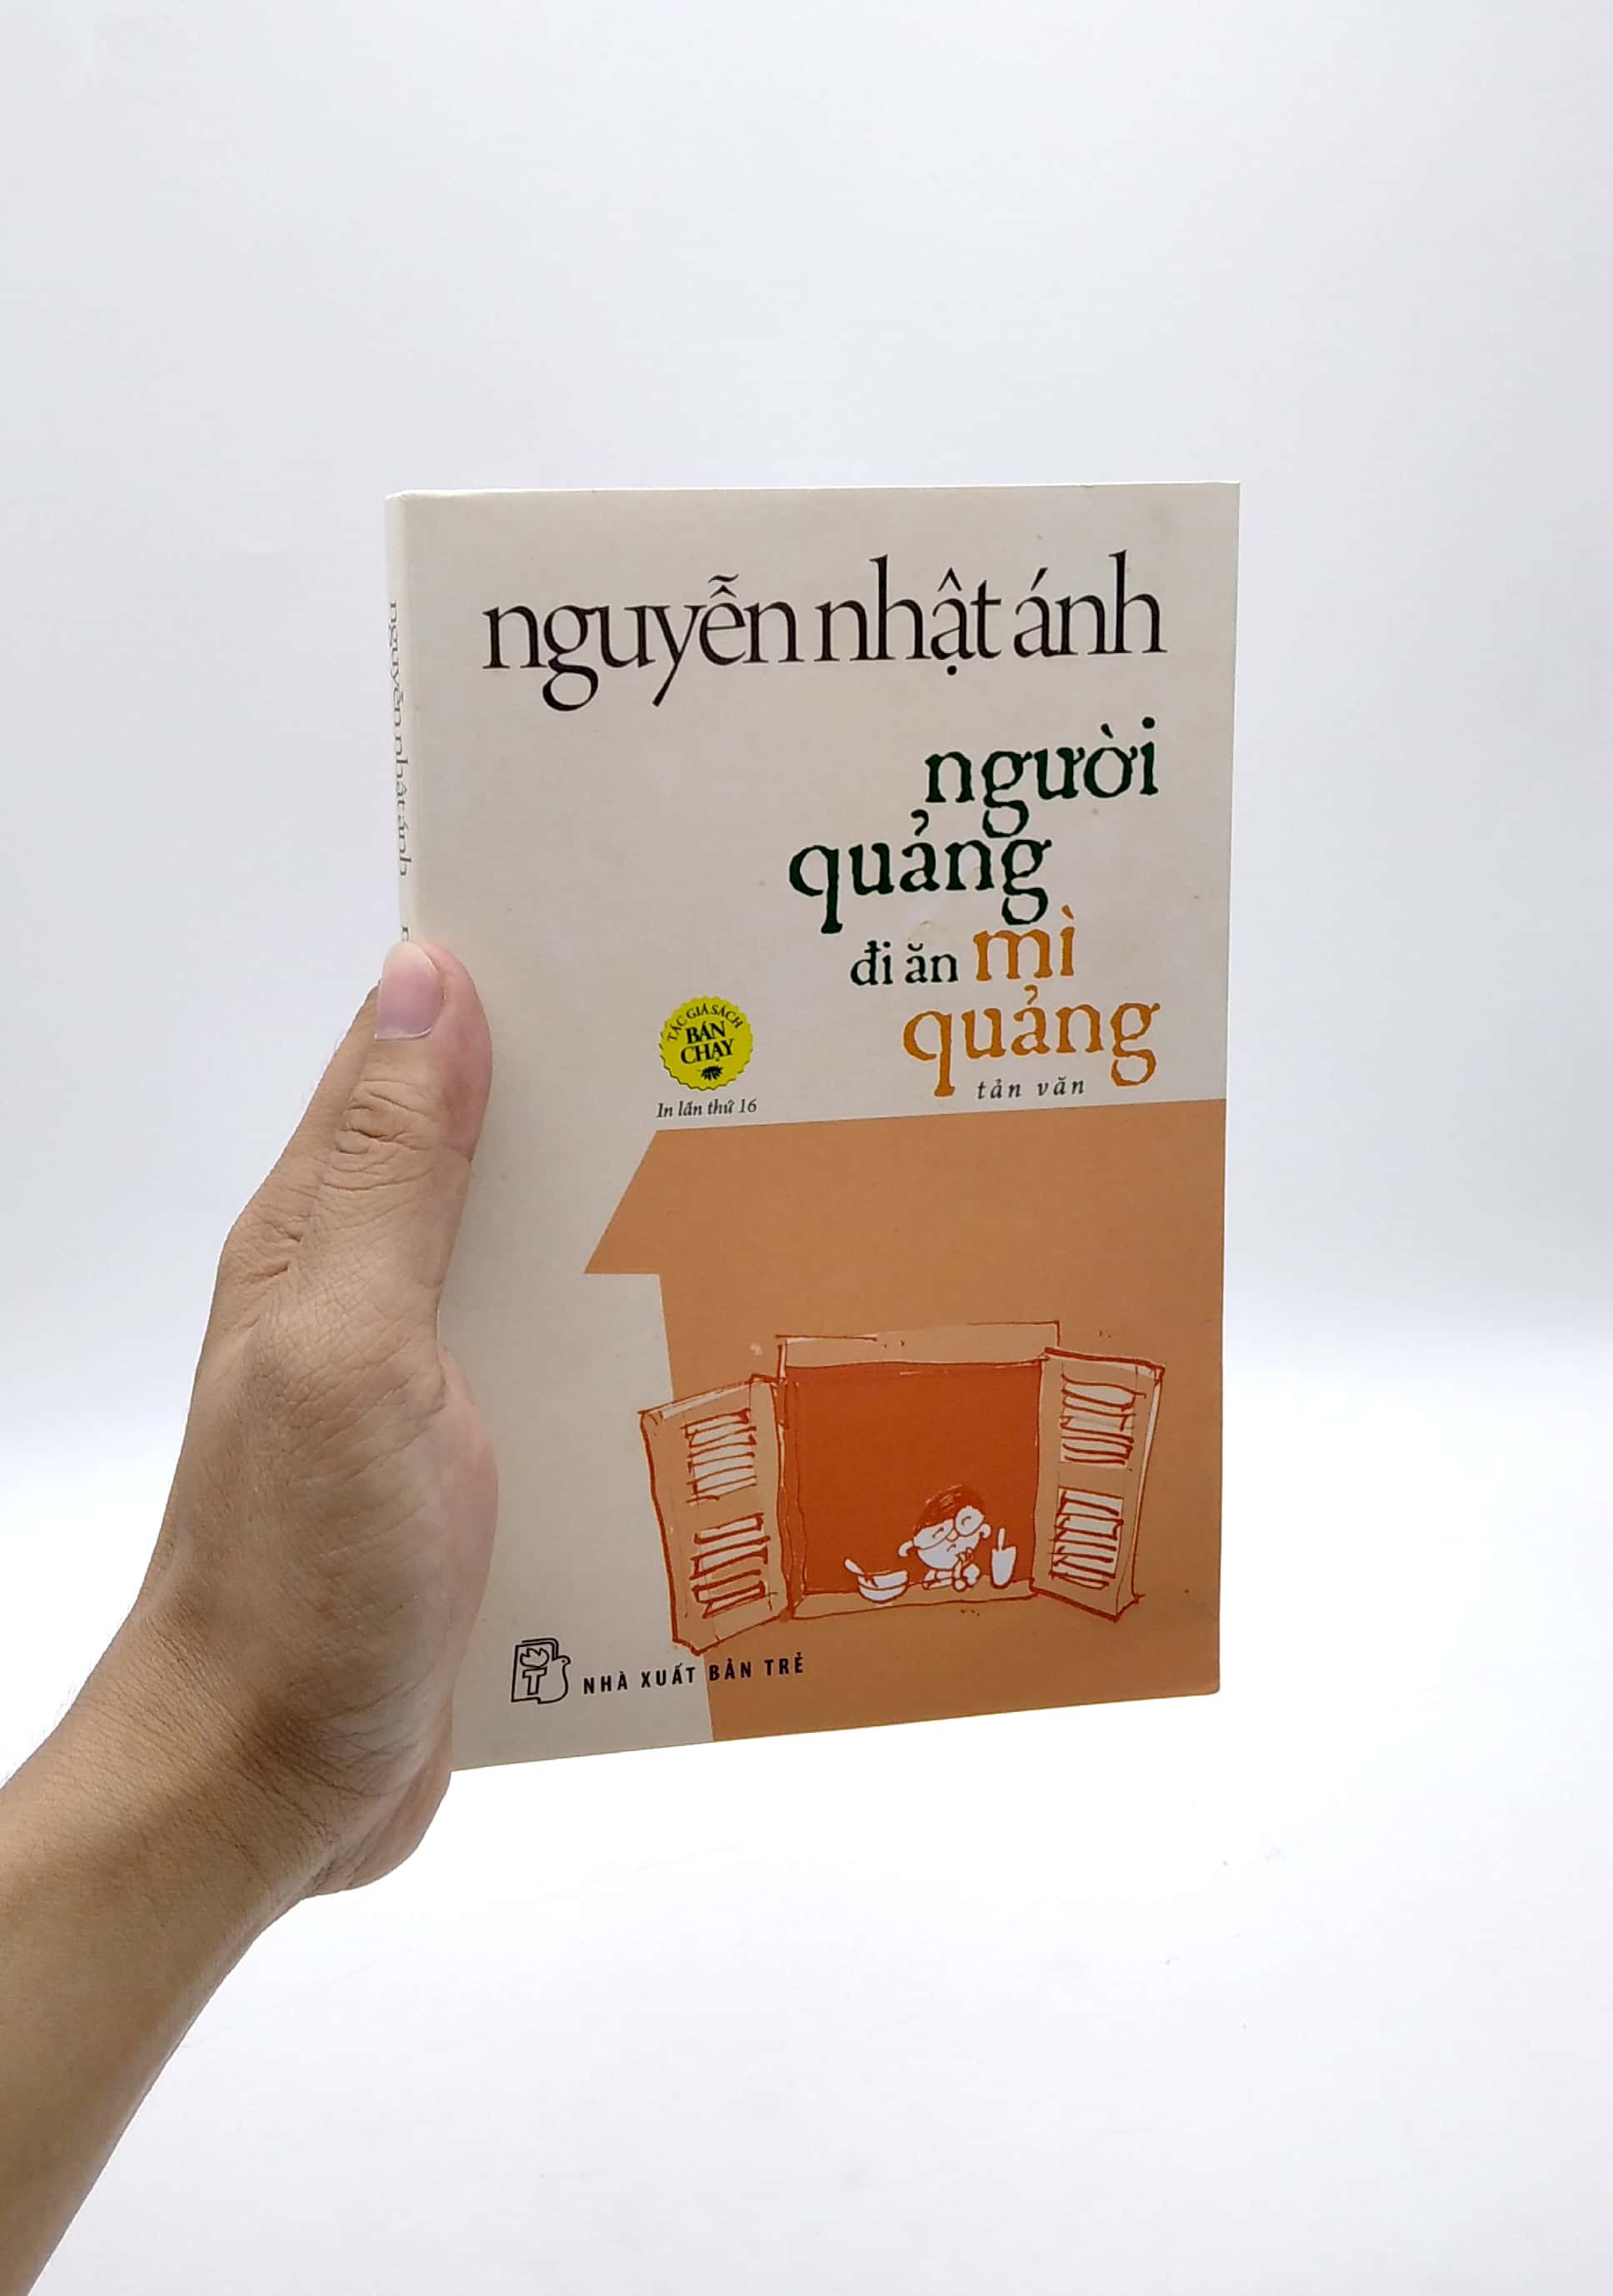 nguyễn nhật ánh
nguyễn nhật ánh
người
quảng
đi ăn mì
quảng
tản văn
TÁC GIẢ SÁCH
BÁN
CHẠY
In lần thứ 16
T
NHÀ XUẤT BẢN TRẺ